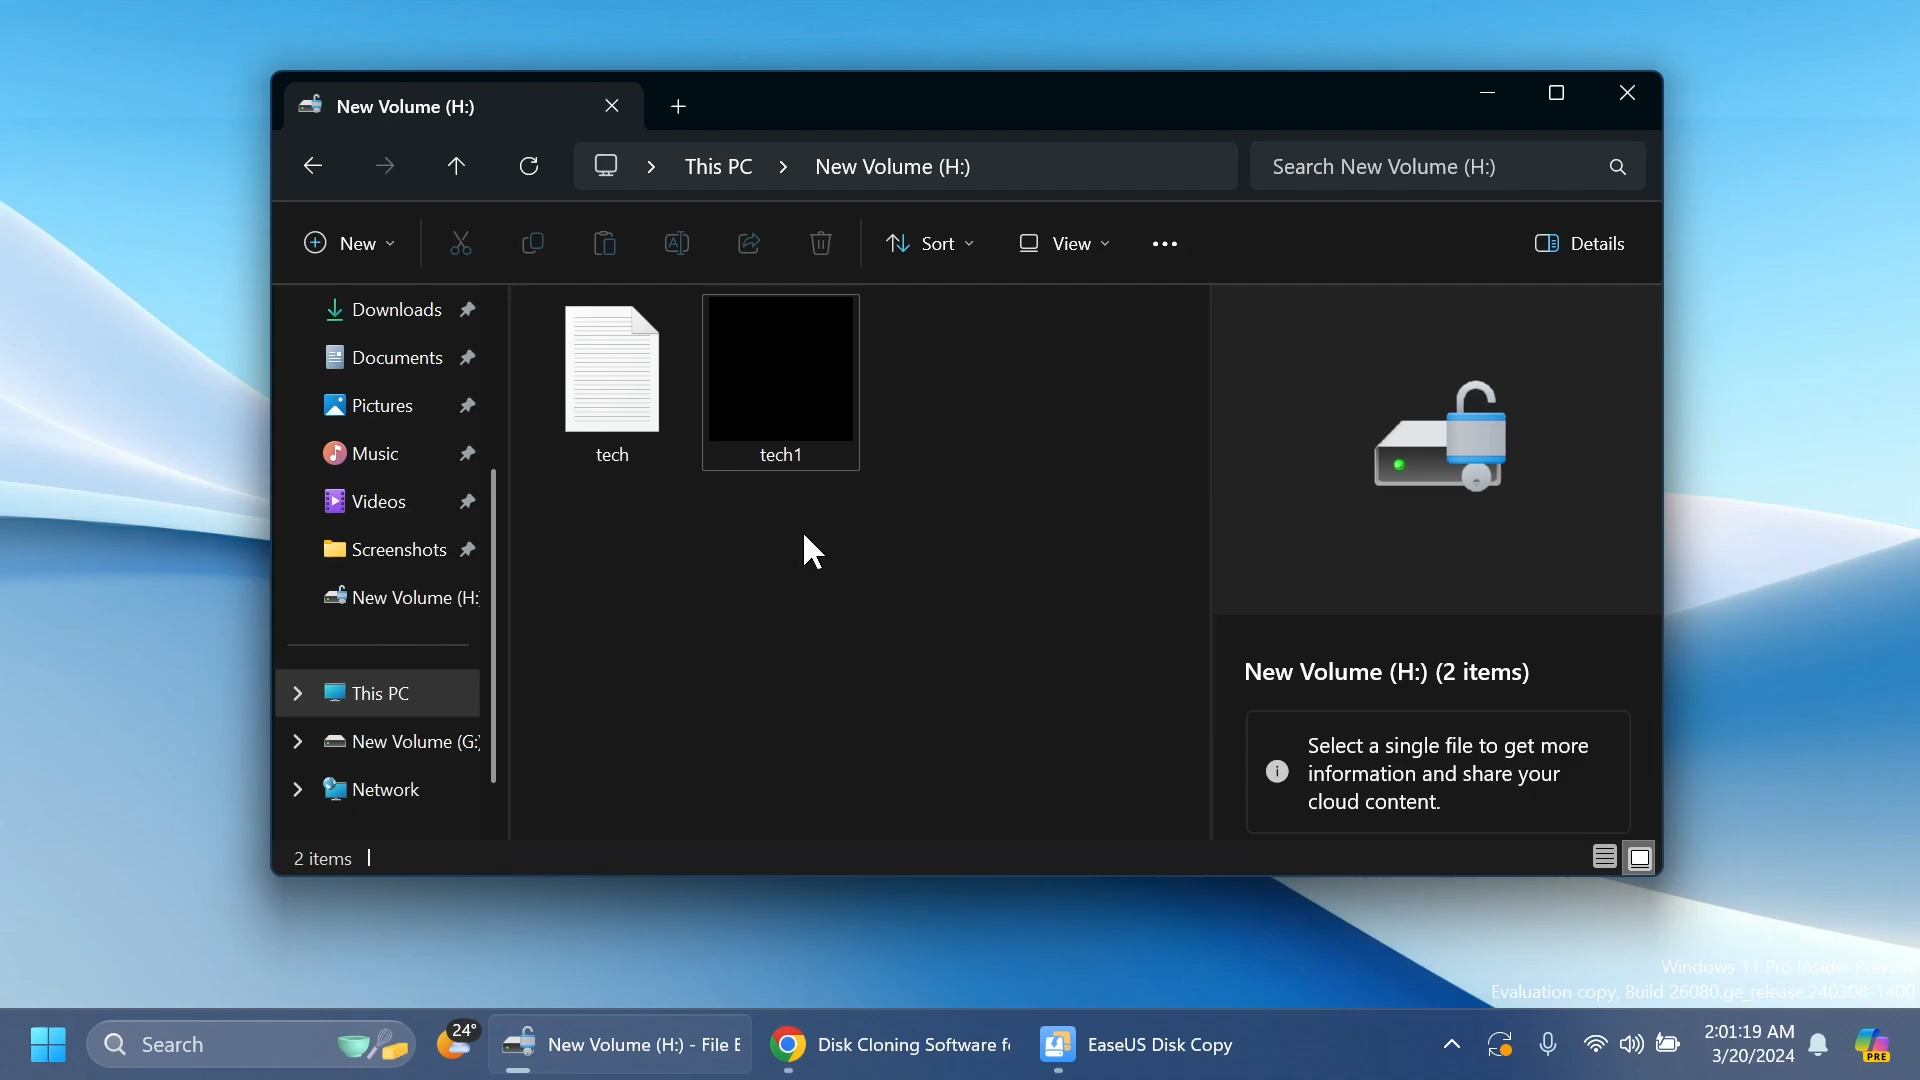 New Volume (H:)
This PC
New Volume (H:)
Search New Volume (H:)
New
Sort
View
Details
Downloads
Documents
Pictures
Music
Videos
Screenshots
New Volume (H:
This PC
New Volume (G:
Network
tech
tech1
New Volume (H:) (2 items)
Select a single file to get more
information and share your
cloud content.
2 items
Windows 11 Pro Insider Preview
Evaluation copy. Build 26080.ge_release.240308-1400
Search
24°
New Volume (H:) - File E
Disk Cloning Software fo
EaseUS Disk Copy
2:01:19 AM
3/20/2024
PRE